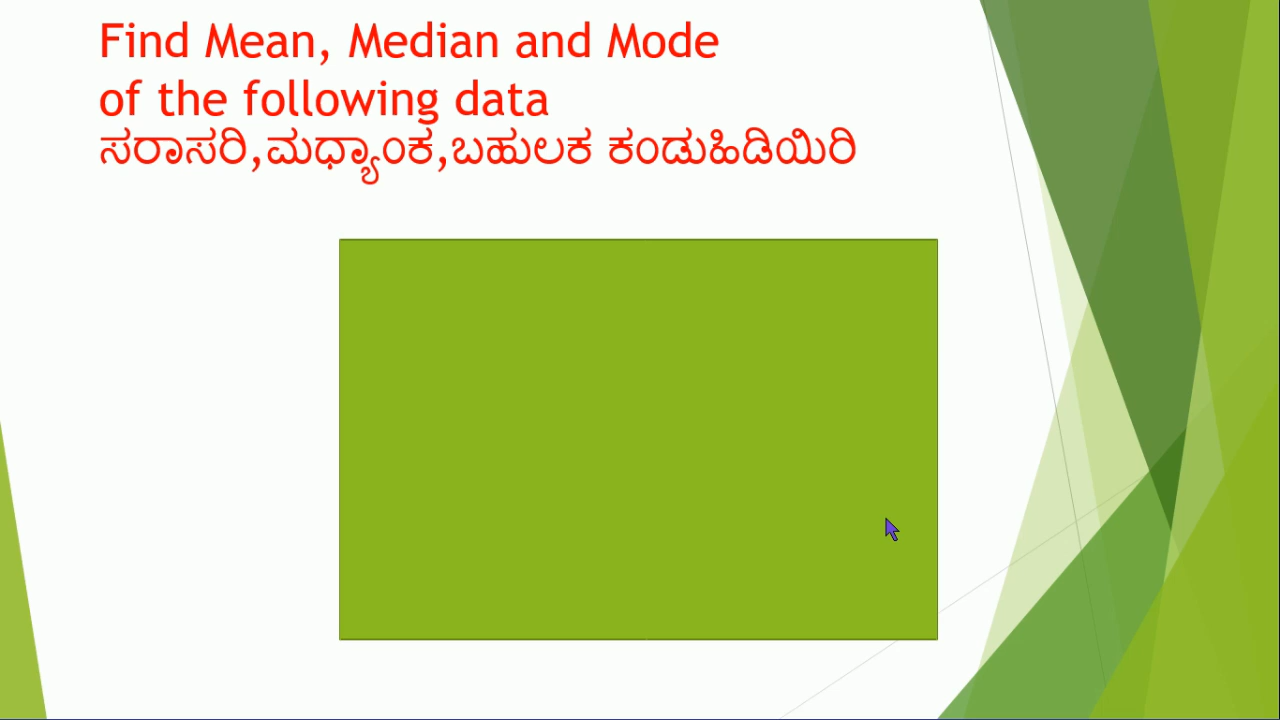 Find Mean, Median and Mode
of the following data
ಸರಾಸರಿ,ಮಧ್ಯಾಂಕ,ಬಹುಲಕ ಕಂಡುಹಿಡಿಯಿರಿ